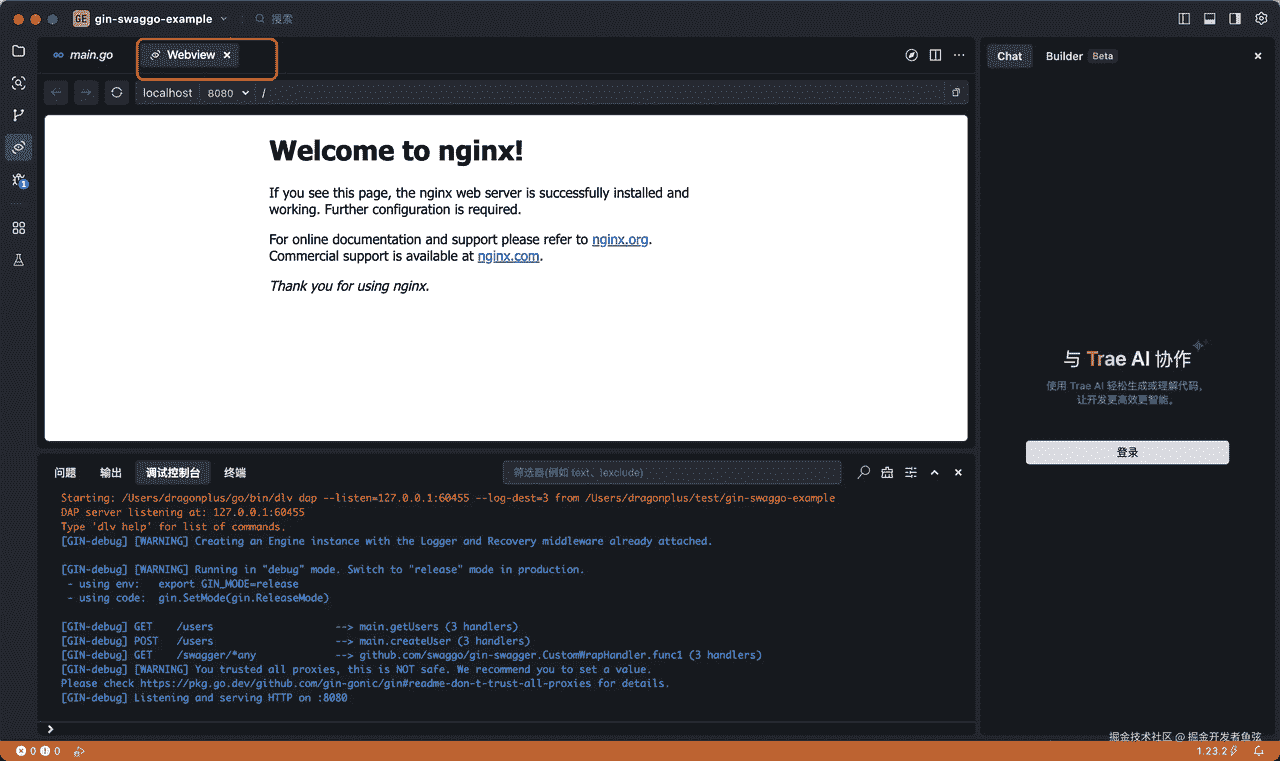 GE gin-swaggo-example
搜索
main.go
Webview
localhost 8080 /
Welcome to nginx!
If you see this page, the nginx web server is successfully installed and
working. Further configuration is required.
For online documentation and support please refer to nginx.org.
Commercial support is available at nginx.com.
Thank you for using nginx.
Chat Builder Beta
与 Trae AI 协作
使用 Trae AI 轻松生成或理解代码，
让开发更高效更智能。
登录
1
问题 输出 调试控制台 终端
筛选器(例如 text、!exclude)
Starting: /Users/dragonplus/go/bin/dlv dap --listen=127.0.0.1:60455 --log-dest=3 from /Users/dragonplus/test/gin-swaggo-example
DAP server listening at: 127.0.0.1:60455
Type 'dlv help' for list of commands.
[GIN-debug] [WARNING] Creating an Engine instance with the Logger and Recovery middleware already attached.
[GIN-debug] [WARNING] Running in "debug" mode. Switch to "release" mode in production.
- using env: export GIN_MODE=release
- using code: gin.SetMode(gin.ReleaseMode)
[GIN-debug] GET /users --> main.getUsers (3 handlers)
[GIN-debug] POST /users --> main.createUser (3 handlers)
[GIN-debug] GET /swagger/*any --> github.com/swaggo/gin-swagger.CustomWrapHandler.func1 (3 handlers)
[GIN-debug] [WARNING] You trusted all proxies, this is NOT safe. We recommend you to set a value.
Please check https://pkg.go.dev/github.com/gin-gonic/gin#readme-don-t-trust-all-proxies for details.
[GIN-debug] Listening and serving HTTP on :8080
掘金技术社区 @ 掘金开发者鱼弦
0 0
1.23.2